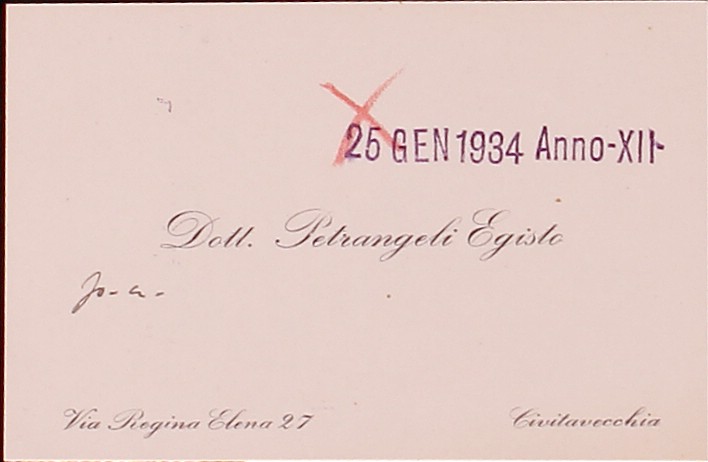 25 GEN 1934 Anno-XII-
Dott. Petrangeli Egisto
p. a.
Via Regina Elena 27
Civitavecchia